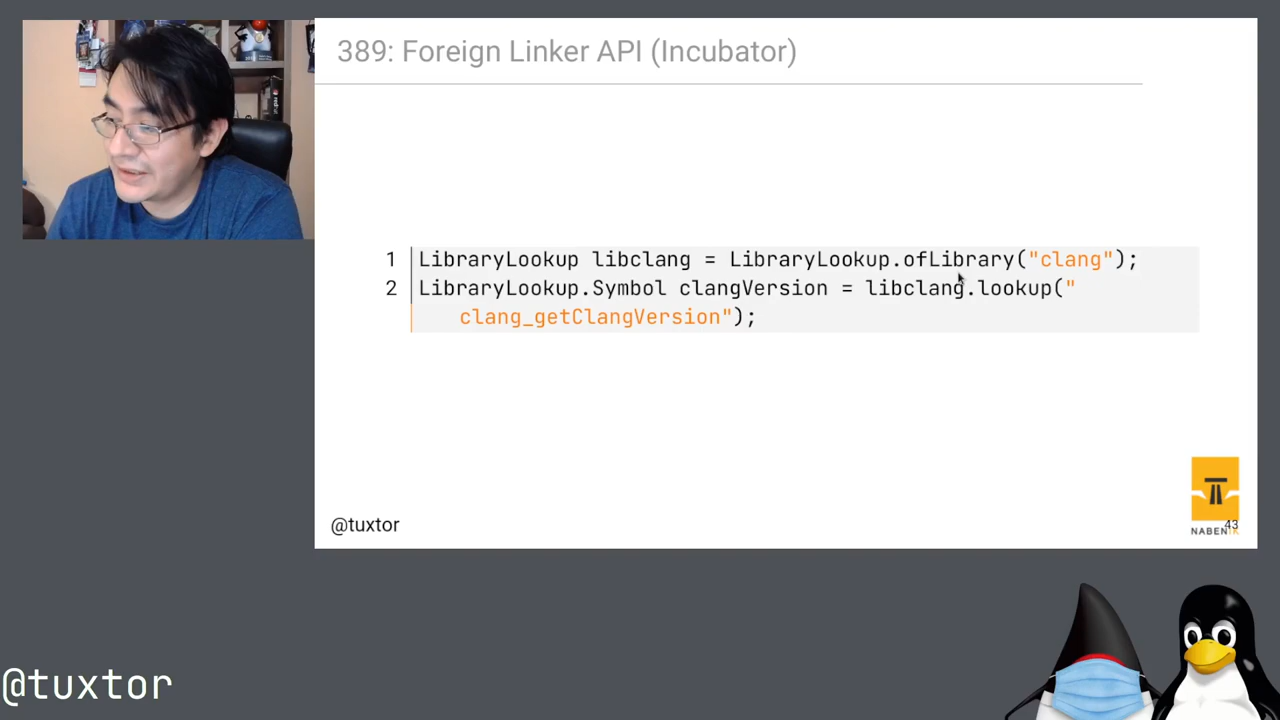 389: Foreign Linker API (Incubator)
1 LibraryLookup libclang = LibraryLookup.ofLibrary("clang");
2 LibraryLookup.Symbol clangVersion = libclang.lookup("
clang_getClangVersion");
@tuxtor
43
NABENIK
@tuxtor